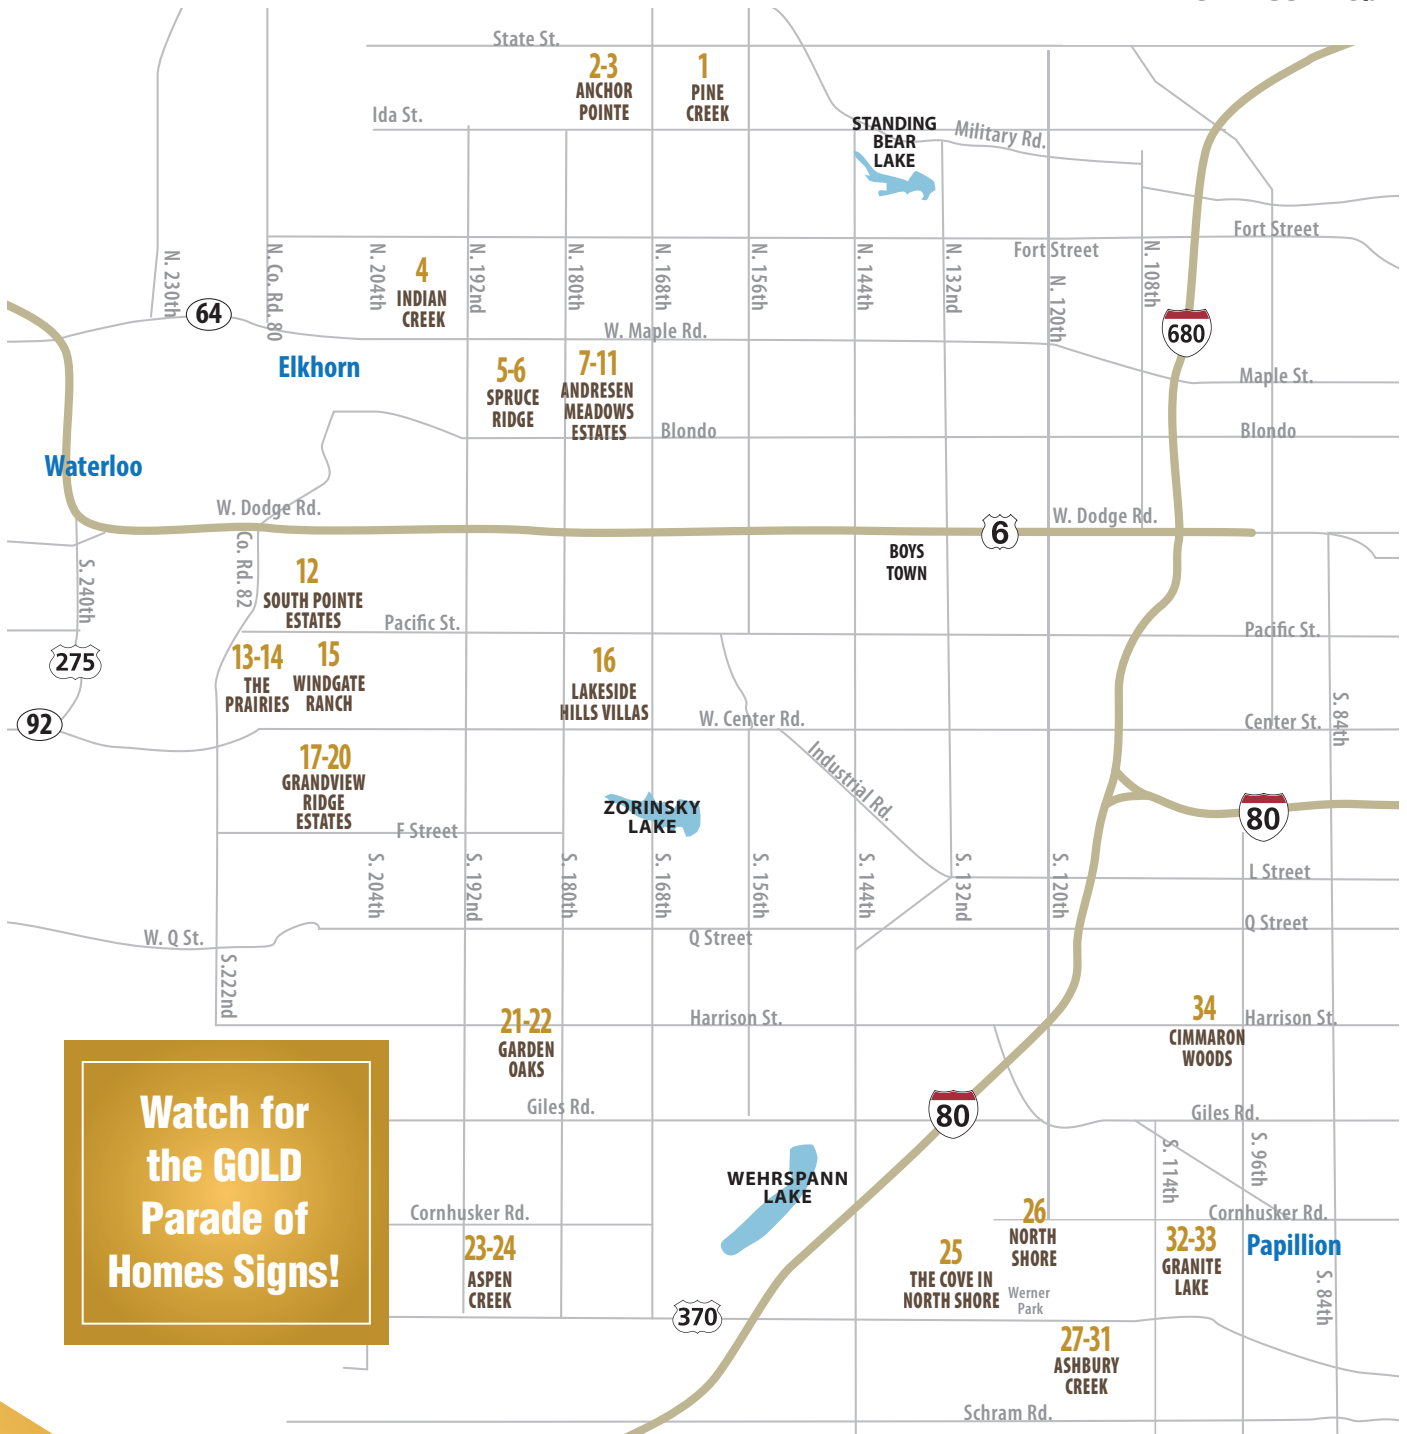 State St.
2-3
ANCHOR
POINTE
1
PINE
CREEK
Ida St.
STANDING
BEAR
LAKE
Military Rd.
Fort Street
Fort Street
N. 230th
N. Co. Rd. 80
N. 204th
N. 192nd
N. 180th
N. 168th
N. 156th
N. 144th
N. 132nd
N. 120th
N. 108th
4
INDIAN
CREEK
64
W. Maple Rd.
680
Elkhorn
5-6
SPRUCE
RIDGE
7-11
ANDRESEN
MEADOWS
ESTATES
Maple St.
Blondo
Blondo
Waterloo
W. Dodge Rd.
W. Dodge Rd.
6
BOYS
TOWN
S. 240th
Co. Rd. 82
12
SOUTH POINTE
ESTATES
Pacific St.
Pacific St.
275
13-14
THE
PRAIRIES
15
WINDGATE
RANCH
16
LAKESIDE
HILLS VILLAS
92
W. Center Rd.
Center St.
S. 84th
17-20
GRANDVIEW
RIDGE
ESTATES
Industrial Rd.
ZORINSKY
LAKE
80
F Street
S. 204th
S. 192nd
S. 180th
S. 168th
S. 156th
S. 144th
S. 132nd
S. 120th
L Street
W. Q St.
Q Street
Q Street
S.222nd
21-22
GARDEN
OAKS
Harrison St.
34
CIMMARON
WOODS
Harrison St.
Watch for
the GOLD
Parade of
Homes Signs!
Giles Rd.
80
Giles Rd.
S. 114th
S. 96th
WEHRSPANN
LAKE
Cornhusker Rd.
Cornhusker Rd.
23-24
ASPEN
CREEK
26
NORTH
SHORE
25
THE COVE IN
NORTH SHORE
Werner
Park
32-33
GRANITE
LAKE
Papillion
S. 84th
370
27-31
ASHBURY
CREEK
Schram Rd.